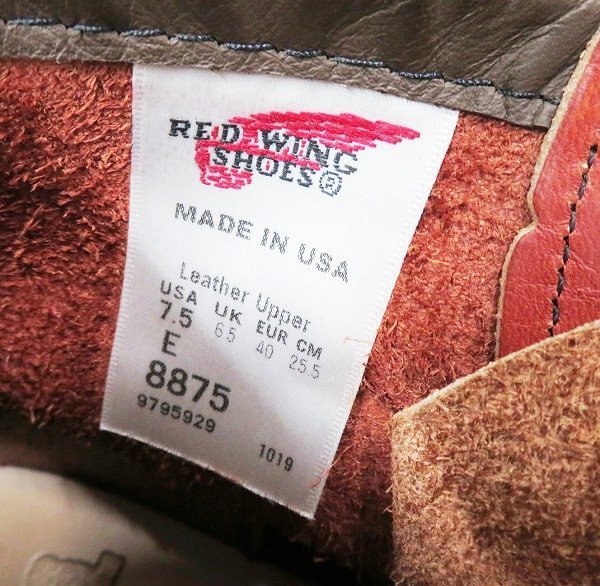 RED WING
SHOES®
MADE IN USA
Leather Upper
USA UK EUR CM
7.5 6.5 40 25.5
E
8875
9795929
1019